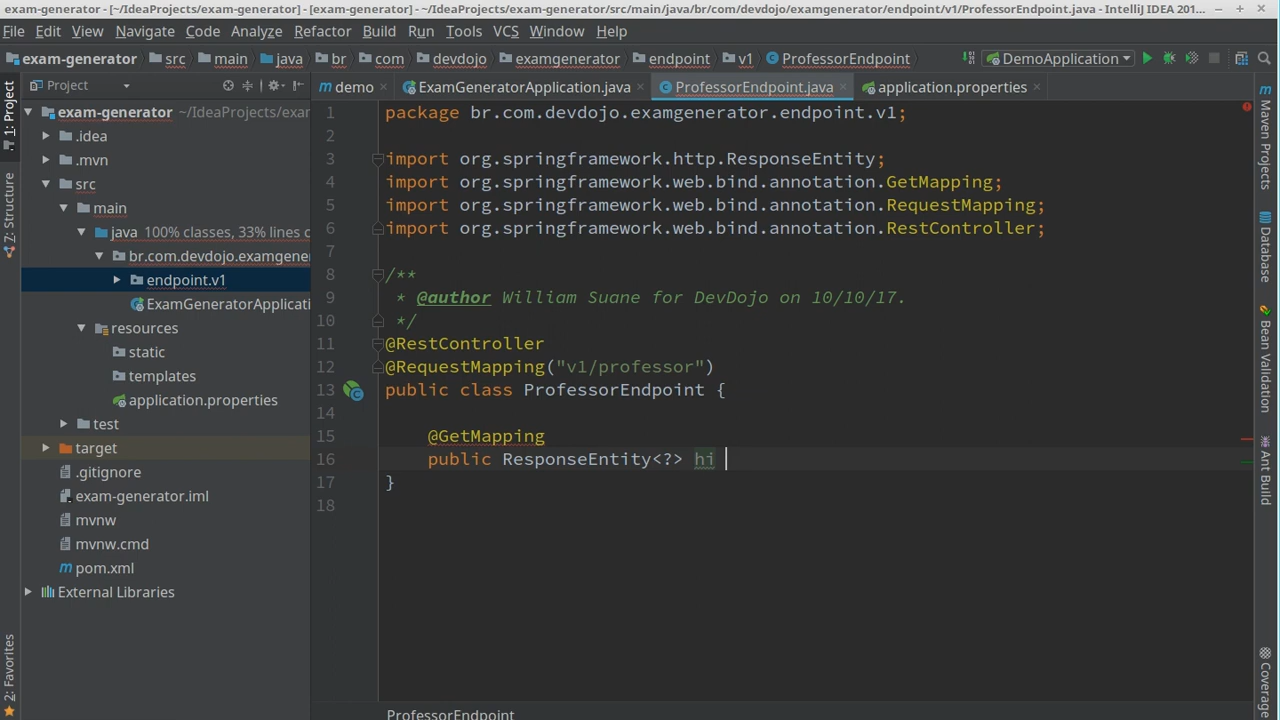 exam-generator - [~/IdeaProjects/exam-generator] - [exam-generator] - ~/IdeaProjects/exam-generator/src/main/java/br/com/devdojo/examgenerator/endpoint/v1/ProfessorEndpoint.java - IntelliJ IDEA 201...
File Edit View Navigate Code Analyze Refactor Build Run Tools VCS Window Help
exam-generator src main java br com devdojo examgenerator endpoint v1 ProfessorEndpoint DemoApplication
Project
demo ExamGeneratorApplication.java ProfessorEndpoint.java application.properties
1: Project
Z: Structure
2: Favorites
exam-generator ~/IdeaProjects/exam
.idea
.mvn
src
main
java 100% classes, 33% lines c
br.com.devdojo.examgene
endpoint.v1
ExamGeneratorApplicati
resources
static
templates
application.properties
test
target
.gitignore
exam-generator.iml
mvnw
mvnw.cmd
pom.xml
External Libraries
1 package br.com.devdojo.examgenerator.endpoint.v1;
2
3 import org.springframework.http.ResponseEntity;
4 import org.springframework.web.bind.annotation.GetMapping;
5 import org.springframework.web.bind.annotation.RequestMapping;
6 import org.springframework.web.bind.annotation.RestController;
7
8 /**
9 * @author William Suane for DevDojo on 10/10/17.
10 */
11 @RestController
12 @RequestMapping("v1/professor")
13 public class ProfessorEndpoint {
14
15 @GetMapping
16 public ResponseEntity<?> hi
17 }
18
ProfessorEndpoint
Maven Projects
Database
Bean Validation
Ant Build
Coverage